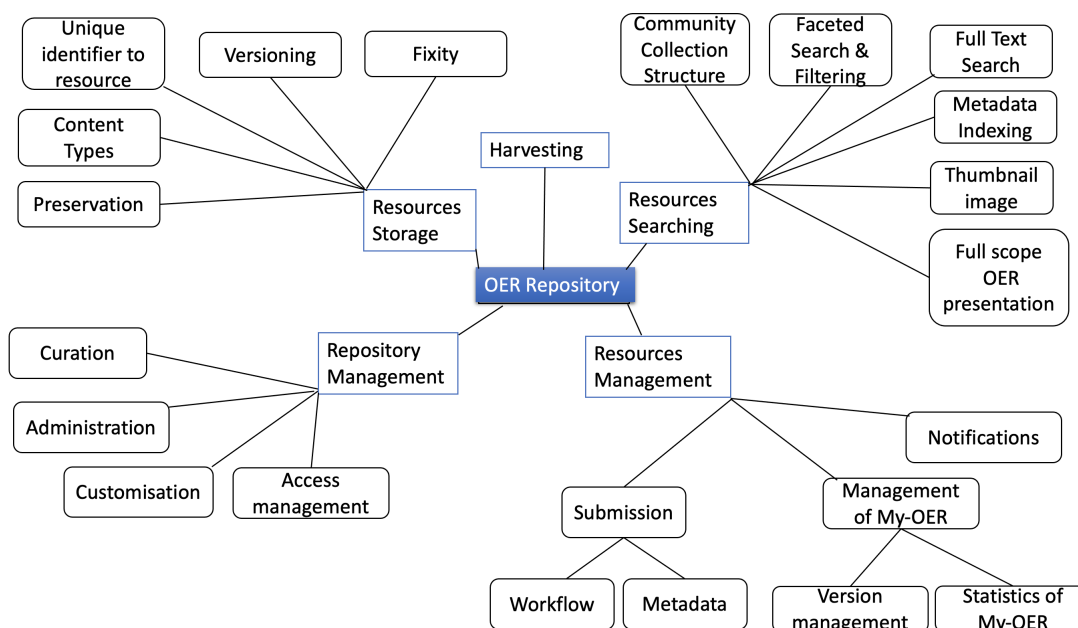 Unique
identifier to
resource
Versioning
Fixity
Content
Types
Preservation
Resources
Storage
Harvesting
Community
Collection
Structure
Faceted
Search &
Filtering
Full Text
Search
Metadata
Indexing
Thumbnail
image
Full scope
OER
presentation
Resources
Searching
OER Repository
Repository
Management
Curation
Administration
Customisation
Access
management
Resources
Management
Notifications
Submission
Management
of My-OER
Workflow
Metadata
Version
management
Statistics of
My-OER